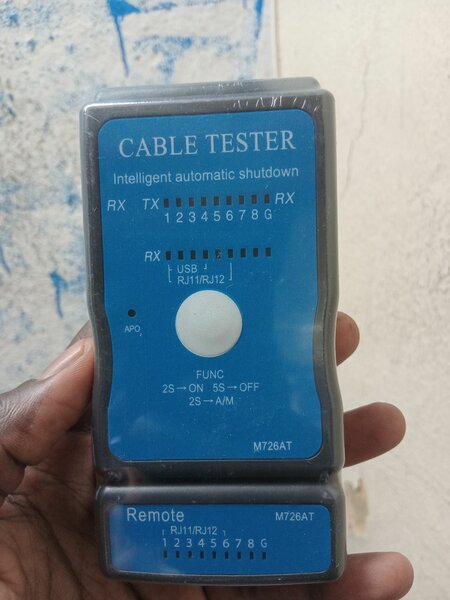 CABLE TESTER
Intelligent automatic shutdown
RX TX RX
1 2 3 4 5 6 7 8 G
RX
USB
RJ11/RJ12
APO
FUNC
2S→ON 5S→OFF
2S→A/M
M726AT
Remote M726AT
RJ11/RJ12
1 2 3 4 5 6 7 8 G